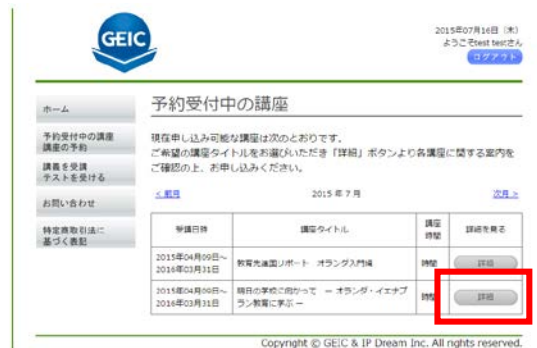 GEIC
2015年07月16日（木）
ようこそtest testさん
ログアウト
ホーム
予約受付中の講座
講座の予約
講義を受講
テストを受ける
お問い合わせ
特定商取引法に
基づく表記
予約受付中の講座
現在申し込み可能な講座は次のとおりです。
ご希望の講座タイトルをお選びいただき「詳細」ボタンより各講座に関する案内を
ご確認の上、お申し込みください。
＜前月
2015年7月
次月＞
受講日時
講座タイトル
講座
時間
詳細を見る
2015年04月09日～
2016年03月31日
教育先進国リポート オランダ入門編
時間
詳細
2015年04月09日～
2016年03月31日
明日の学校に向かって ー オランダ・イエナプ
ラン教育に学ぶ ー
時間
詳細
Copyright © GEIC & IP Dream Inc. All rights reserved.